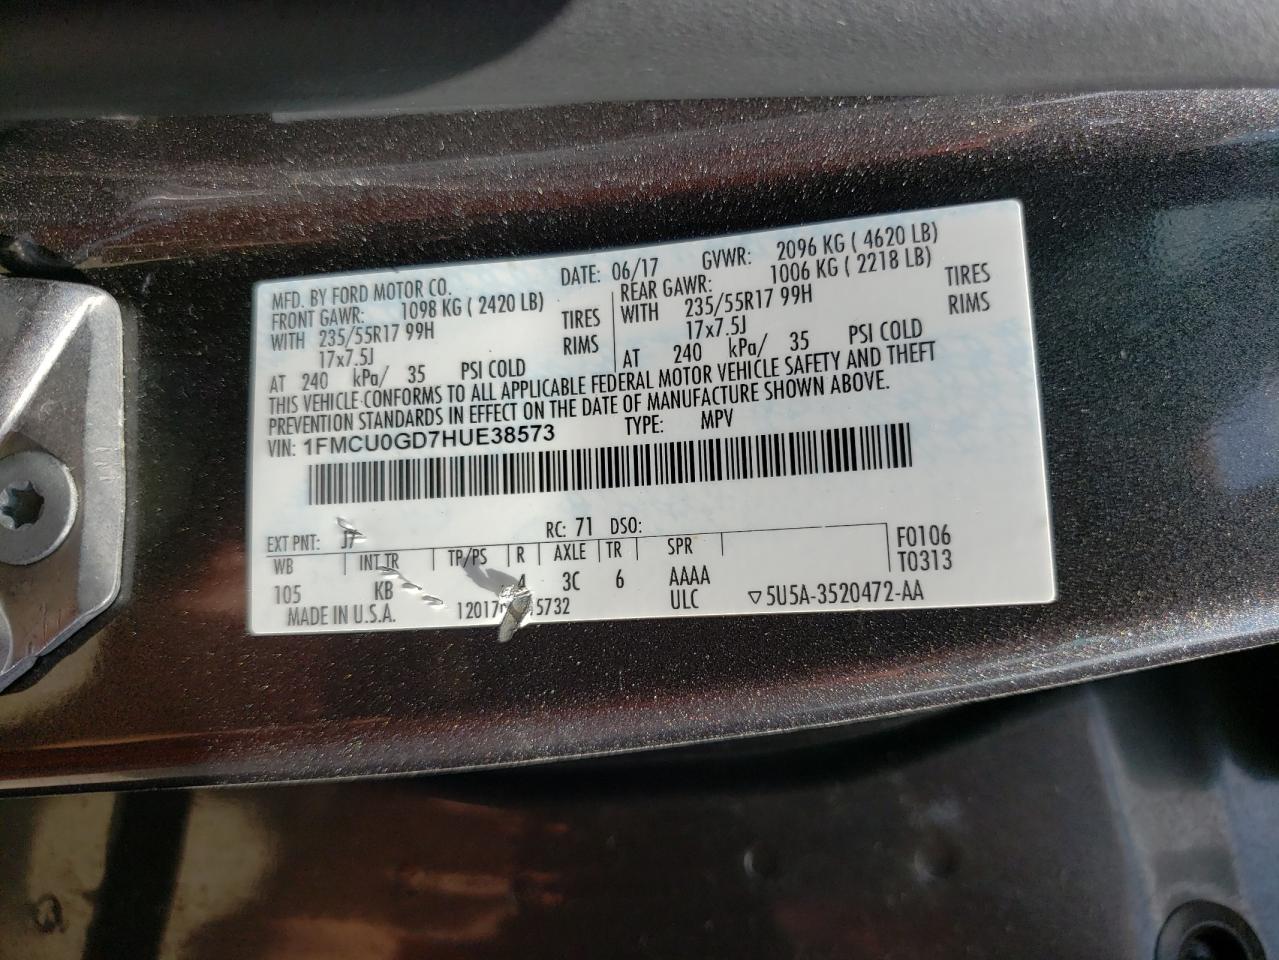 MFD. BY FORD MOTOR CO. DATE: 06/17 GVWR: 2096 KG ( 4620 LB)
FRONT GAWR: 1098 KG ( 2420 LB)
WITH 235/55R17 99H TIRES
17x7.5J RIMS
AT 240 kPa/ 35 PSI COLD
REAR GAWR: 1006 KG ( 2218 LB)
WITH 235/55R17 99H TIRES
17x7.5J RIMS
AT 240 kPa/ 35 PSI COLD
THIS VEHICLE CONFORMS TO ALL APPLICABLE FEDERAL MOTOR VEHICLE SAFETY AND THEFT
PREVENTION STANDARDS IN EFFECT ON THE DATE OF MANUFACTURE SHOWN ABOVE.
VIN: 1FMCU0GD7HUE38573 TYPE: MPV
EXT PNT: J7 RC: 71 DSO:
WB INT TR TP/PS R AXLE TR SPR F0106
105 KB 4 3C 6 AAAA T0313
MADE IN U.S.A. ULC ▽5U5A-3520472-AA